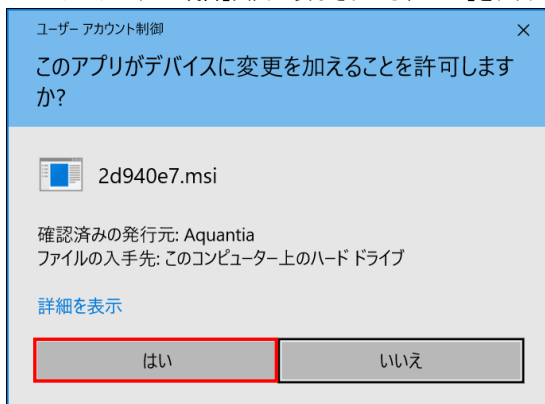 ユーザー アカウント制御
このアプリがデバイスに変更を加えることを許可します
か?
2d940e7.msi
確認済みの発行元: Aquantia
ファイルの入手先: このコンピューター上のハード ドライブ
詳細を表示
はい
いいえ